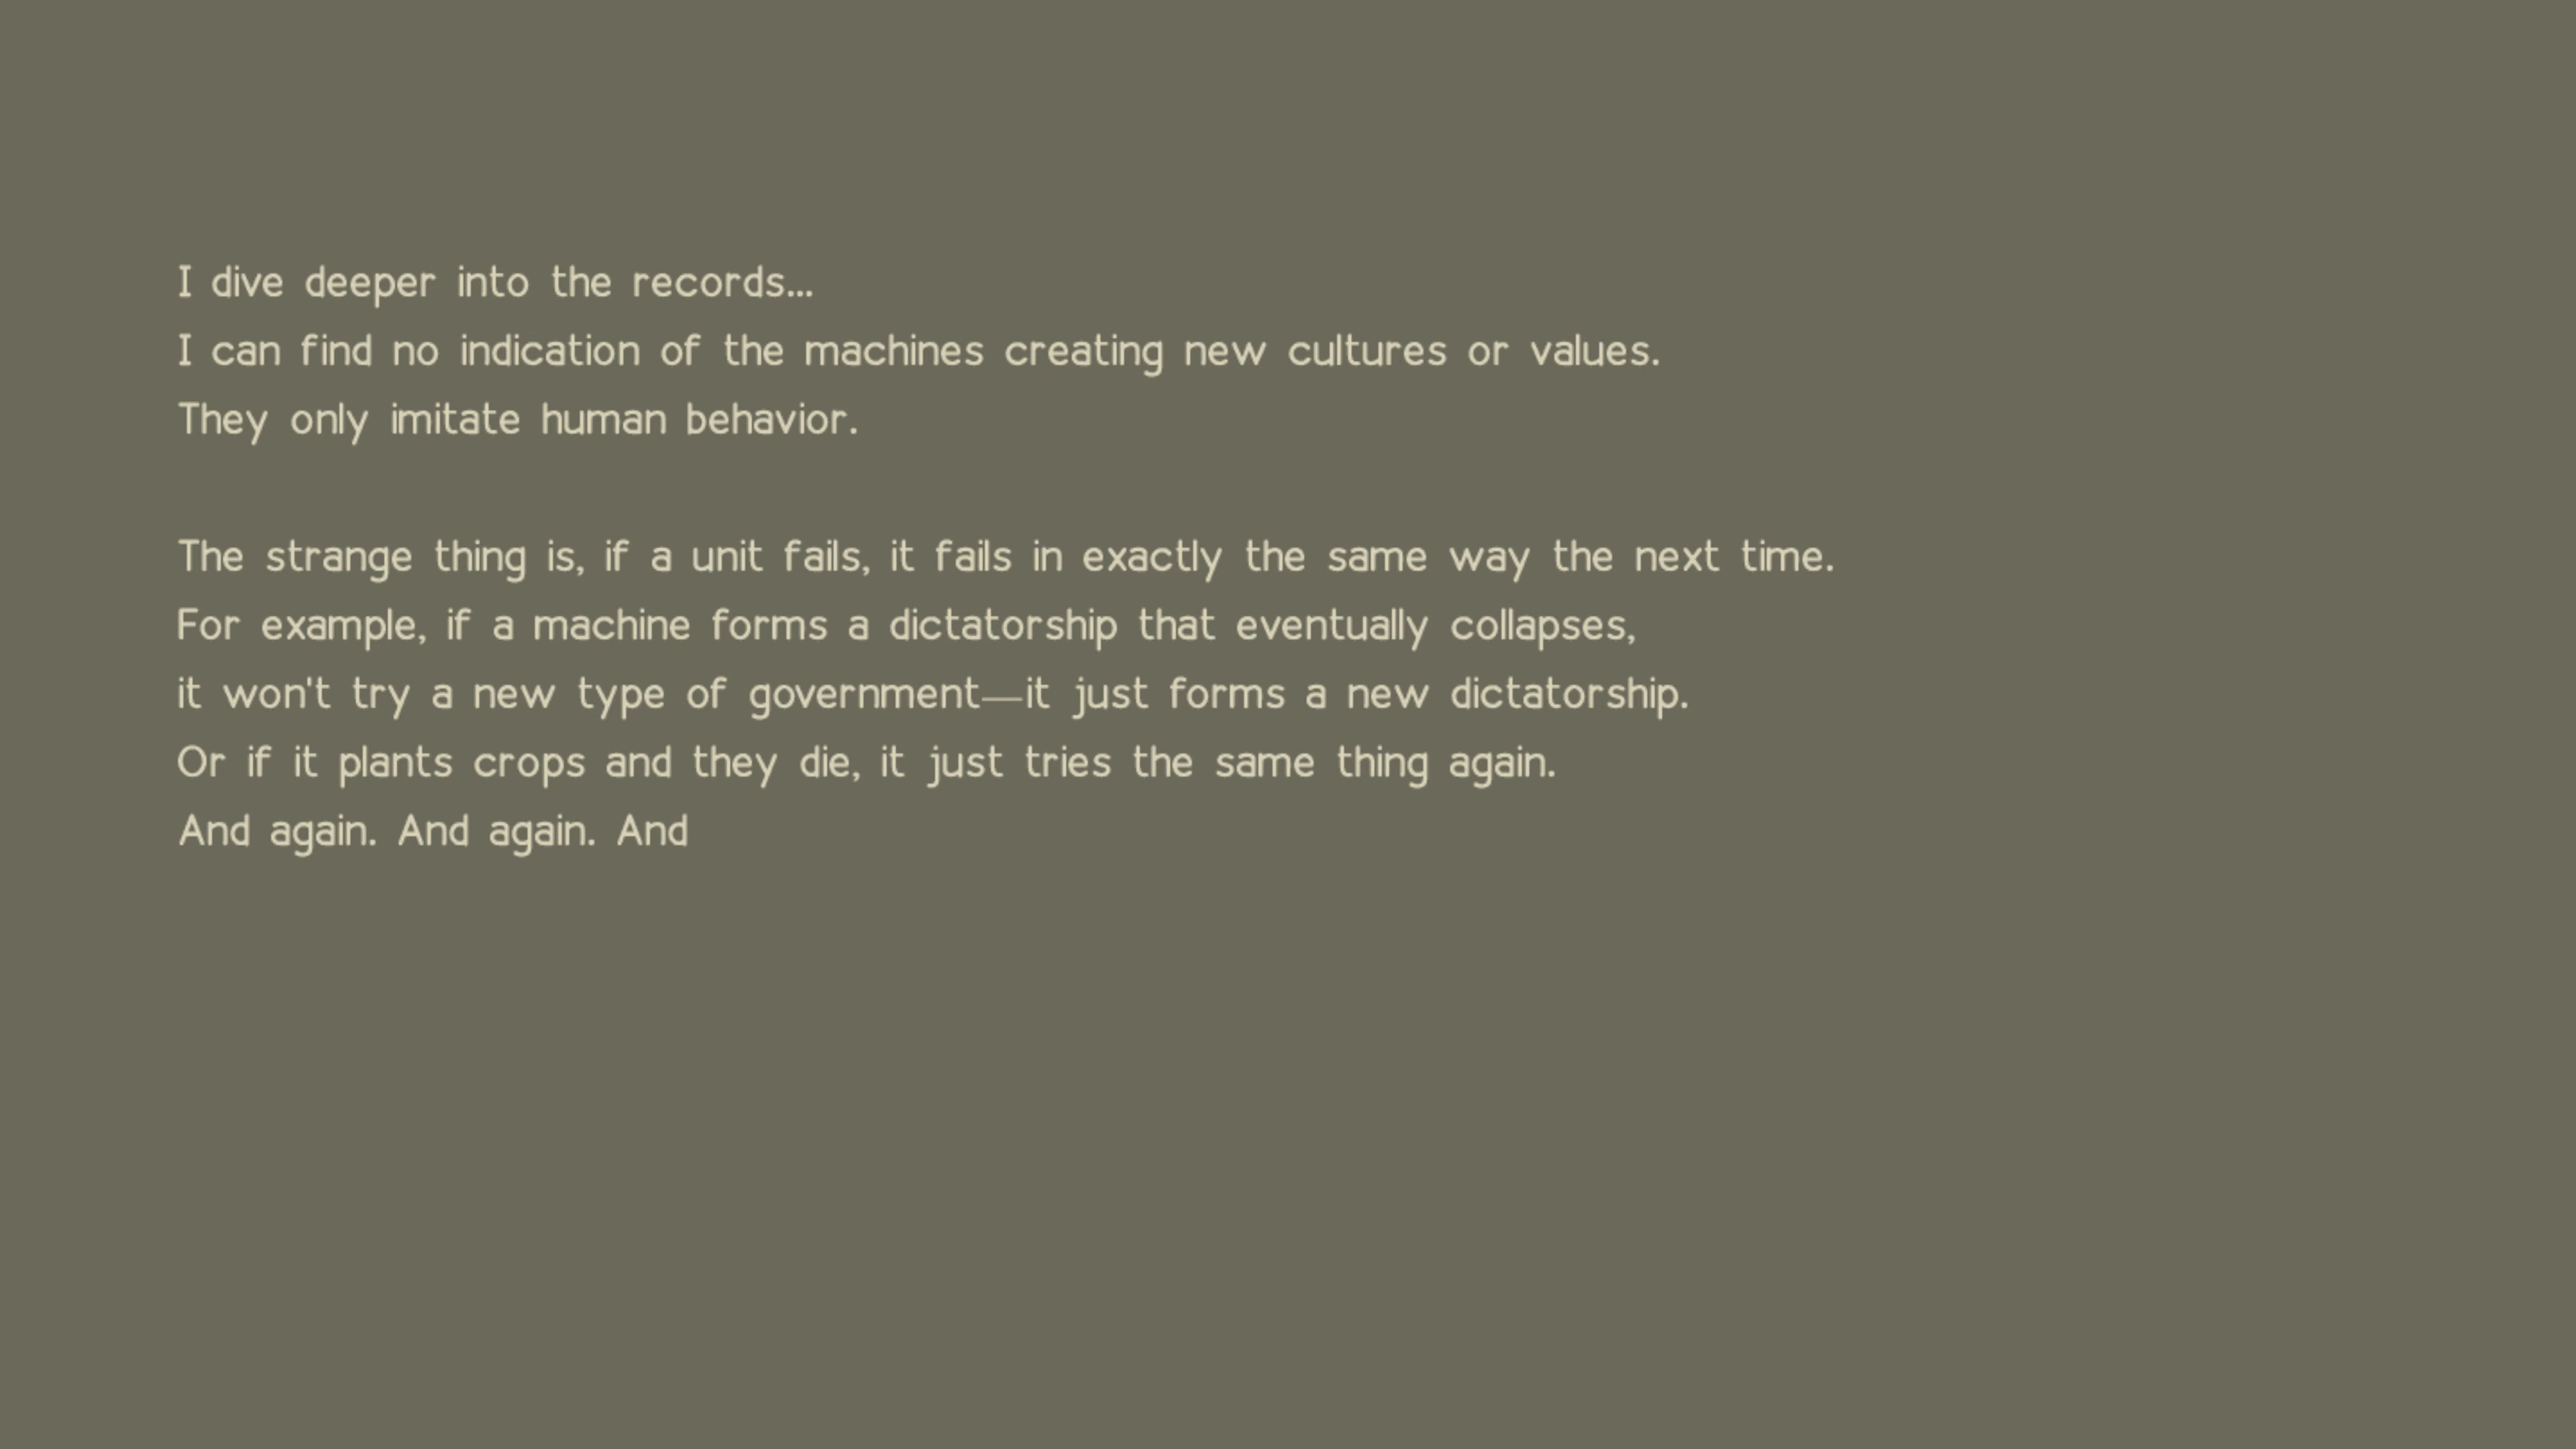 I dive deeper into the records...
I can find no indication of the machines creating new cultures or values.
They only imitate human behavior.
The strange thing is, if a unit fails, it fails in exactly the same way the next time.
For example, if a machine forms a dictatorship that eventually collapses,
it won't try a new type of government—it just forms a new dictatorship.
Or if it plants crops and they die, it just tries the same thing again.
And again. And again. And